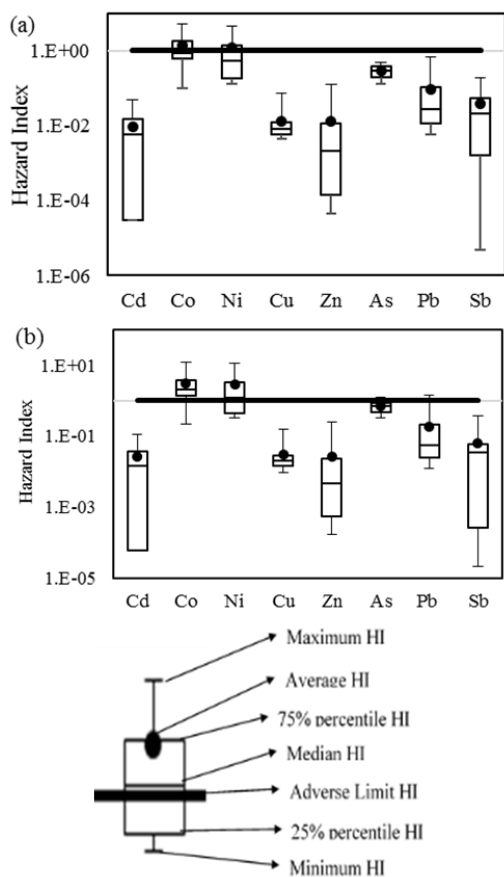 (a)
Hazard Index
1.E+00
1.E-02
1.E-04
1.E-06
Cd Co Ni Cu Zn As Pb Sb
(b)
Hazard Index
1.E+01
1.E-01
1.E-03
1.E-05
Cd Co Ni Cu Zn As Pb Sb
Maximum HI
Average HI
75% percentile HI
Median HI
Adverse Limit HI
25% percentile HI
Minimum HI